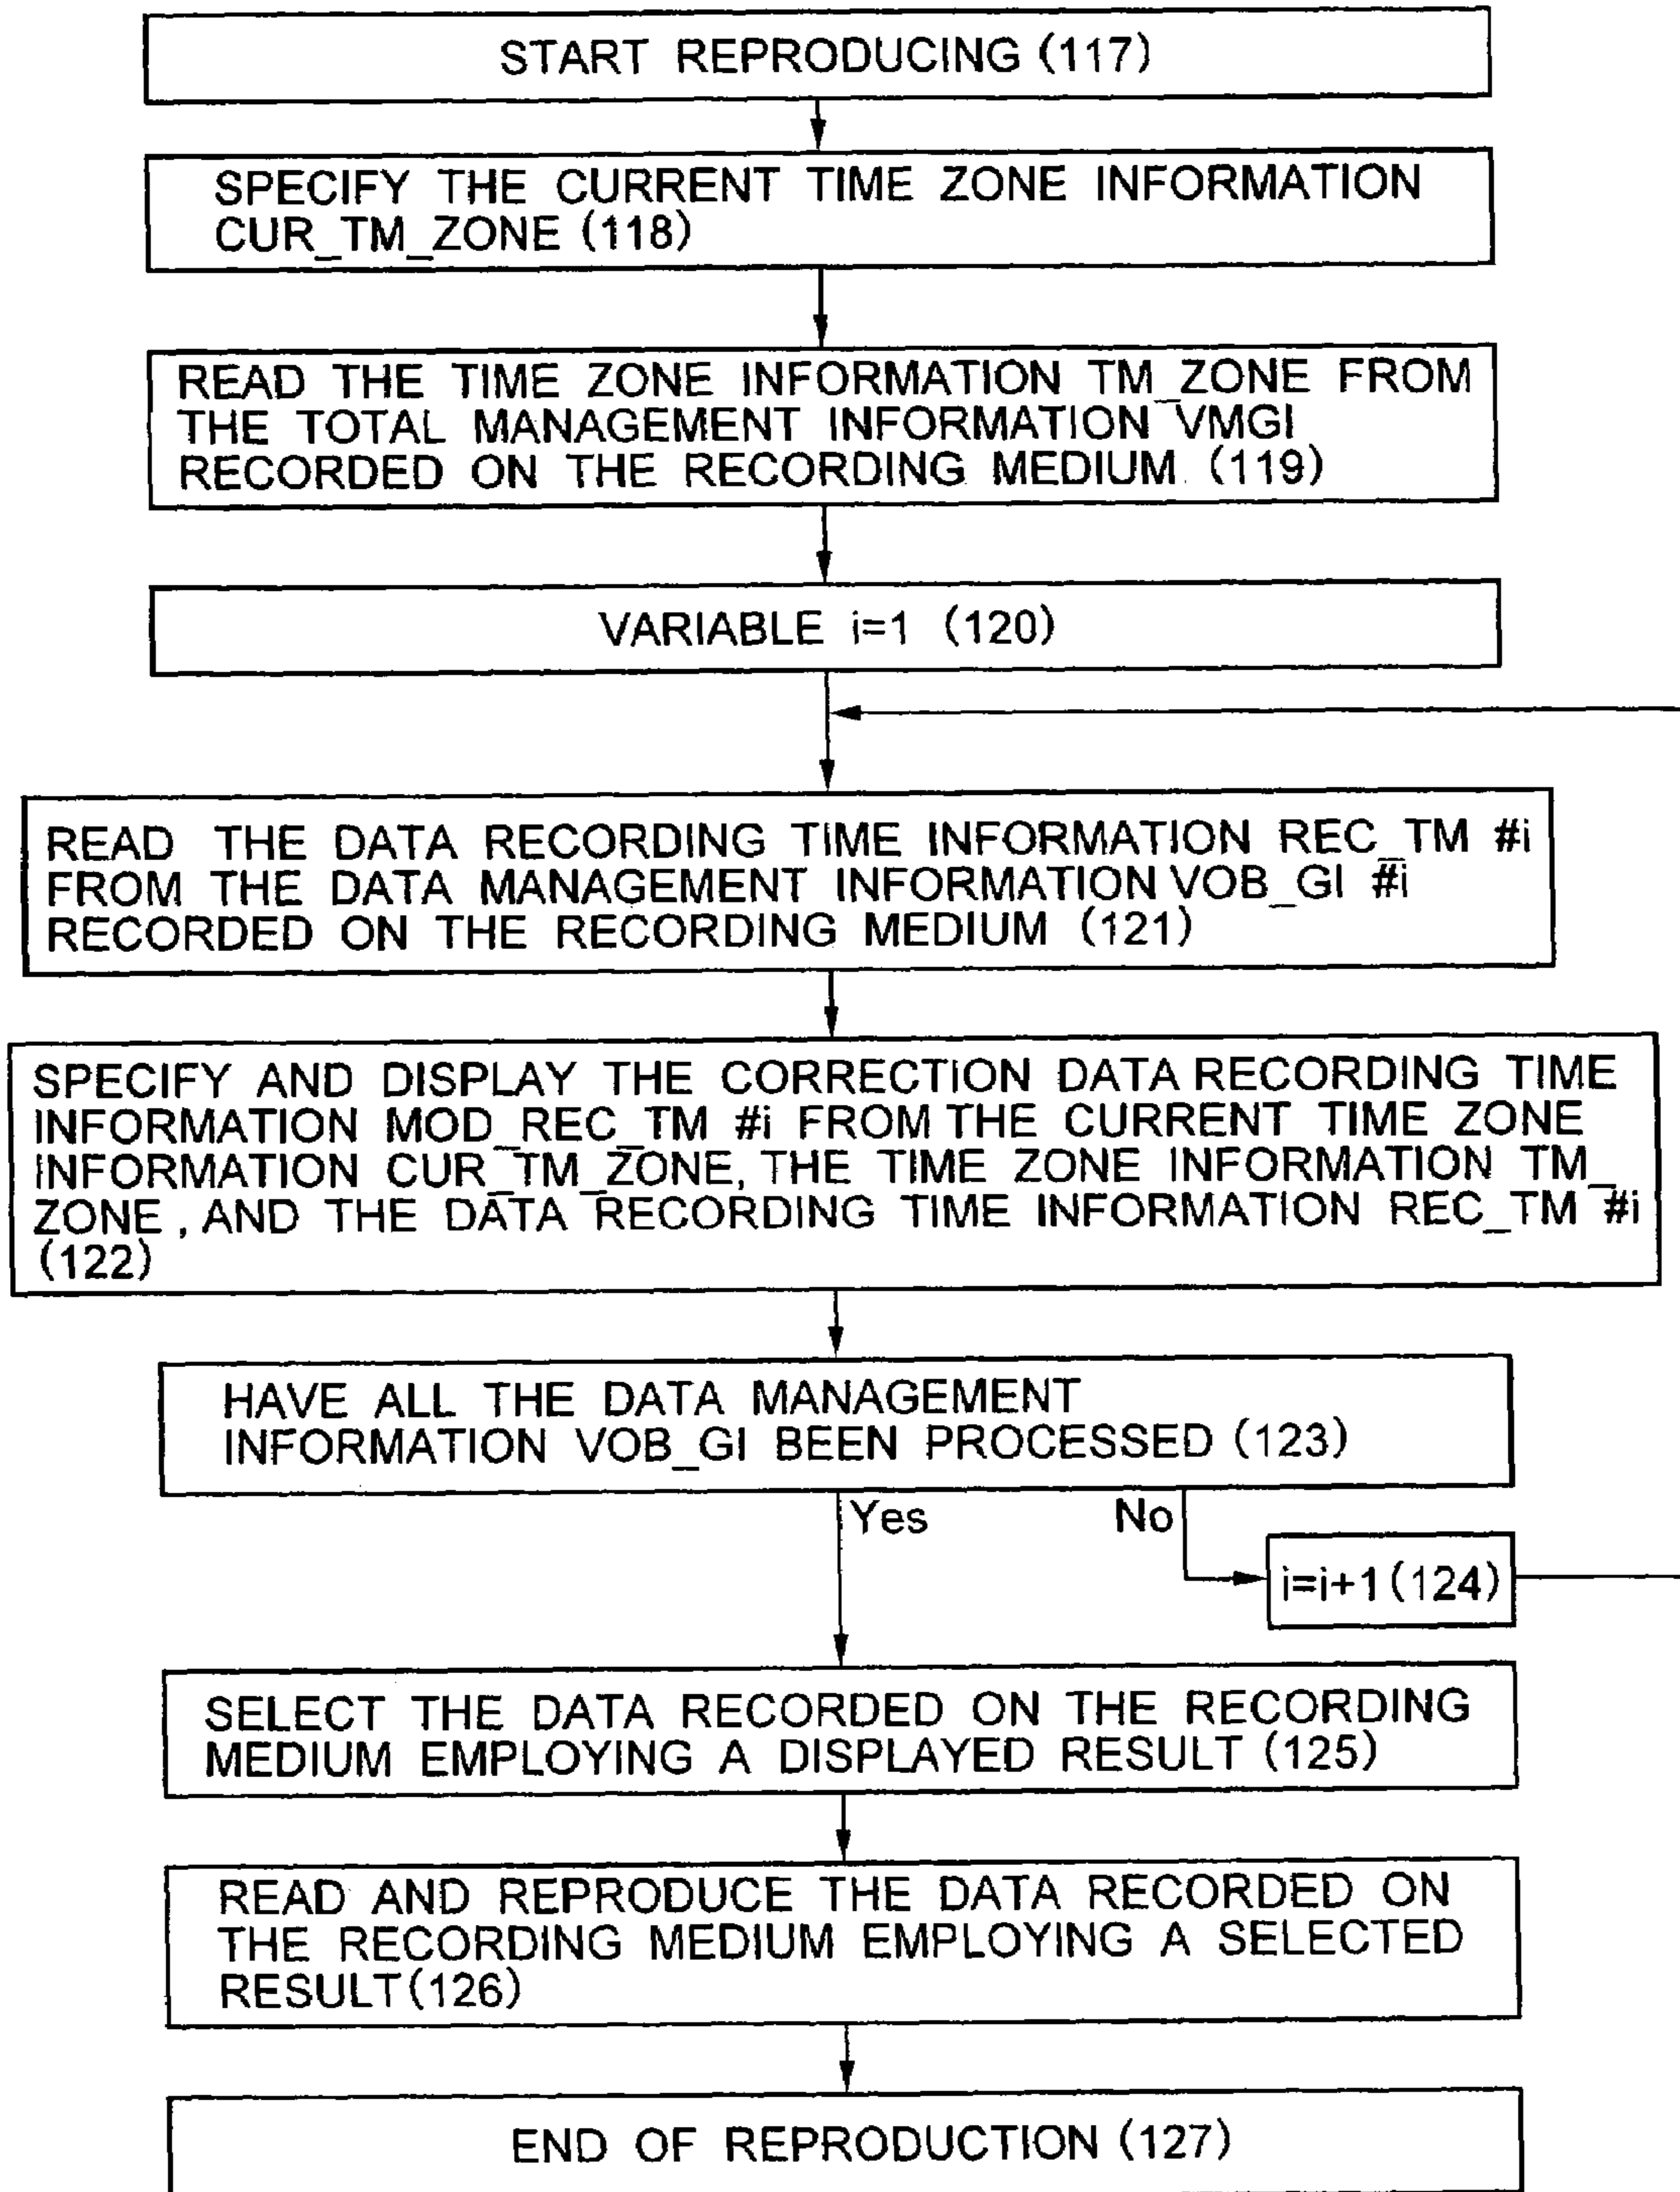 START REPRODUCING (117)
SPECIFY THE CURRENT TIME ZONE INFORMATION
CUR_TM_ZONE (118)
READ THE TIME ZONE INFORMATION TM_ZONE FROM
THE TOTAL MANAGEMENT INFORMATION VMGI
RECORDED ON THE RECORDING MEDIUM (119)
VARIABLE i=1 (120)
READ THE DATA RECORDING TIME INFORMATION REC_TM #i
FROM THE DATA MANAGEMENT INFORMATION VOB_GI #i
RECORDED ON THE RECORDING MEDIUM (121)
SPECIFY AND DISPLAY THE CORRECTION DATA RECORDING TIME
INFORMATION MOD_REC_TM #i FROM THE CURRENT TIME ZONE
INFORMATION CUR_TM_ZONE, THE TIME ZONE INFORMATION TM_
ZONE, AND THE DATA RECORDING TIME INFORMATION REC_TM #i
(122)
HAVE ALL THE DATA MANAGEMENT
INFORMATION VOB_GI BEEN PROCESSED (123)
Yes No
i=i+1 (124)
SELECT THE DATA RECORDED ON THE RECORDING
MEDIUM EMPLOYING A DISPLAYED RESULT (125)
READ AND REPRODUCE THE DATA RECORDED ON
THE RECORDING MEDIUM EMPLOYING A SELECTED
RESULT (126)
END OF REPRODUCTION (127)